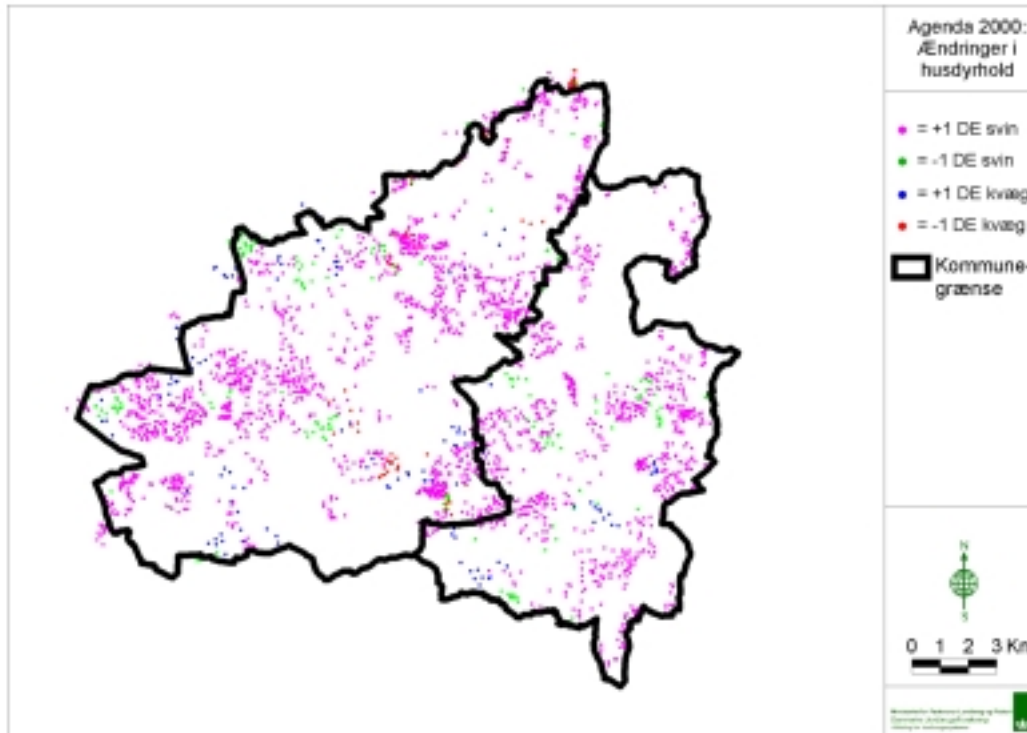 Agenda 2000:
Ændringer i
husdyrhold
= +1 DE svin
= -1 DE svin
= +1 DE kvæg
= -1 DE kvæg
Kommune-
grænse
N
S
0 1 2 3 Km